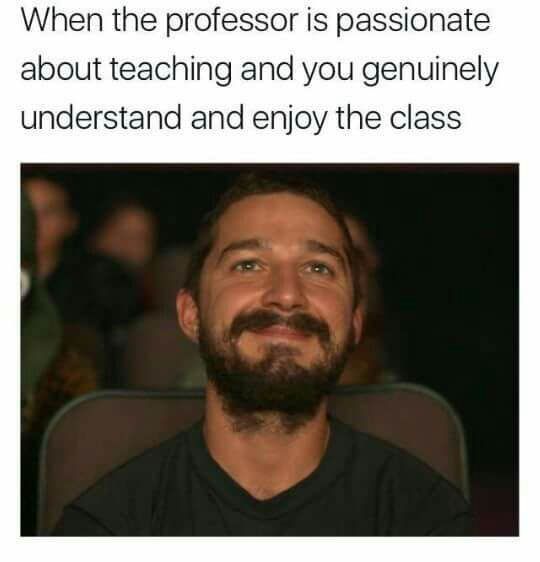 When the professor is passionate
about teaching and you genuinely
understand and enjoy the class